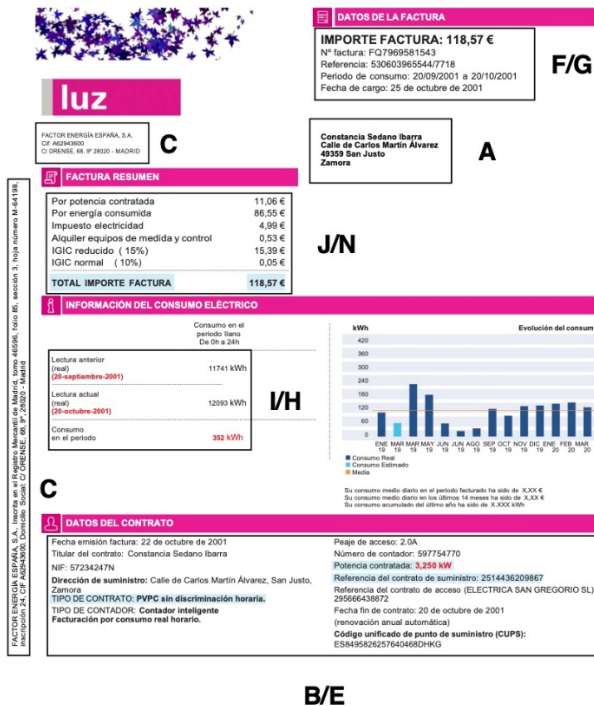 DATOS DE LA FACTURA
IMPORTE FACTURA: 118,57 €
Nº factura: FQ7969581543
Referencia: 530603965544/7718
Periodo de consumo: 20/09/2001 a 20/10/2001
Fecha de cargo: 25 de octubre de 2001
F/G
luz
FACTOR ENERGÍA ESPAÑA, S.A.
Cif: A62943600
C/ ORENSE, 68, 9º 28020 - MADRID
C
Constancia Sedano Ibarra
Calle de Carlos Martín Álvarez
49359 San Justo
Zamora
A
FACTURA RESUMEN
Por potencia contratada 11,06 €
Por energía consumida 86,55 €
Impuesto electricidad 4,99 €
Alquiler equipos de medida y control 0,53 €
IGIC reducido ( 15%) 15,39 €
IGIC normal ( 10%) 0,05 €
TOTAL IMPORTE FACTURA 118,57 €
J/N
INFORMACIÓN DEL CONSUMO ELÉCTRICO
Consumo en el
periodo llano
De 0h a 24h
Lectura anterior
(real) 11741 kWh
(20-septiembre-2001)
Lectura actual
(real) 12093 kWh
(20-octubre-2001)
Consumo
en el periodo 352 kWh
I/H
kWh Evolución del consum
420
360
300
240
180
120
60
0
ENE MAR MAR MAY JUN JUN AGO SEP OCT NOV DIC ENE FEB MAR
19 19 19 19 19 19 19 19 19 19 19 20 20 20
Consumo Real
Consumo Estimado
Media
Su consumo medio diario en el periodo facturado ha sido de X,XX €
Su consumo medio diario en los últimos 14 meses ha sido de X,XX €
Su consumo acumulado del último año ha sido de X.XXX kWh
FACTOR ENERGÍA ESPAÑA, S.A. Inscrita en el Registro Mercantil de Madrid, tomo 46596, folio 85, sección 3, hoja número M-64198,
inscripción 24, CIF A62943600. Domicilio Social: C/ ORENSE, 68, 9º, 28020 - Madrid
C
DATOS DEL CONTRATO
Fecha emisión factura: 22 de octubre de 2001
Titular del contrato: Constancia Sedano Ibarra
NIF: 57234247N
Dirección de suministro: Calle de Carlos Martín Álvarez, San Justo,
Zamora
TIPO DE CONTRATO: PVPC sin discriminación horaria.
TIPO DE CONTADOR: Contador inteligente
Facturación por consumo real horario.
Peaje de acceso: 2.0A
Número de contador: 597754770
Potencia contratada: 3,250 kW
Referencia del contrato de suministro: 2514436209867
Referencia del contrato de acceso (ELECTRICA SAN GREGORIO SL)
295666438872
Fecha fin de contrato: 20 de octubre de 2001
(renovación anual automática)
Código unificado de punto de suministro (CUPS):
ES8495826257640468DHKG
B/E